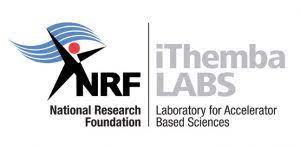 NRF
National Research
Foundation
iThemba
LABS
Laboratory for Accelerator
Based Sciences